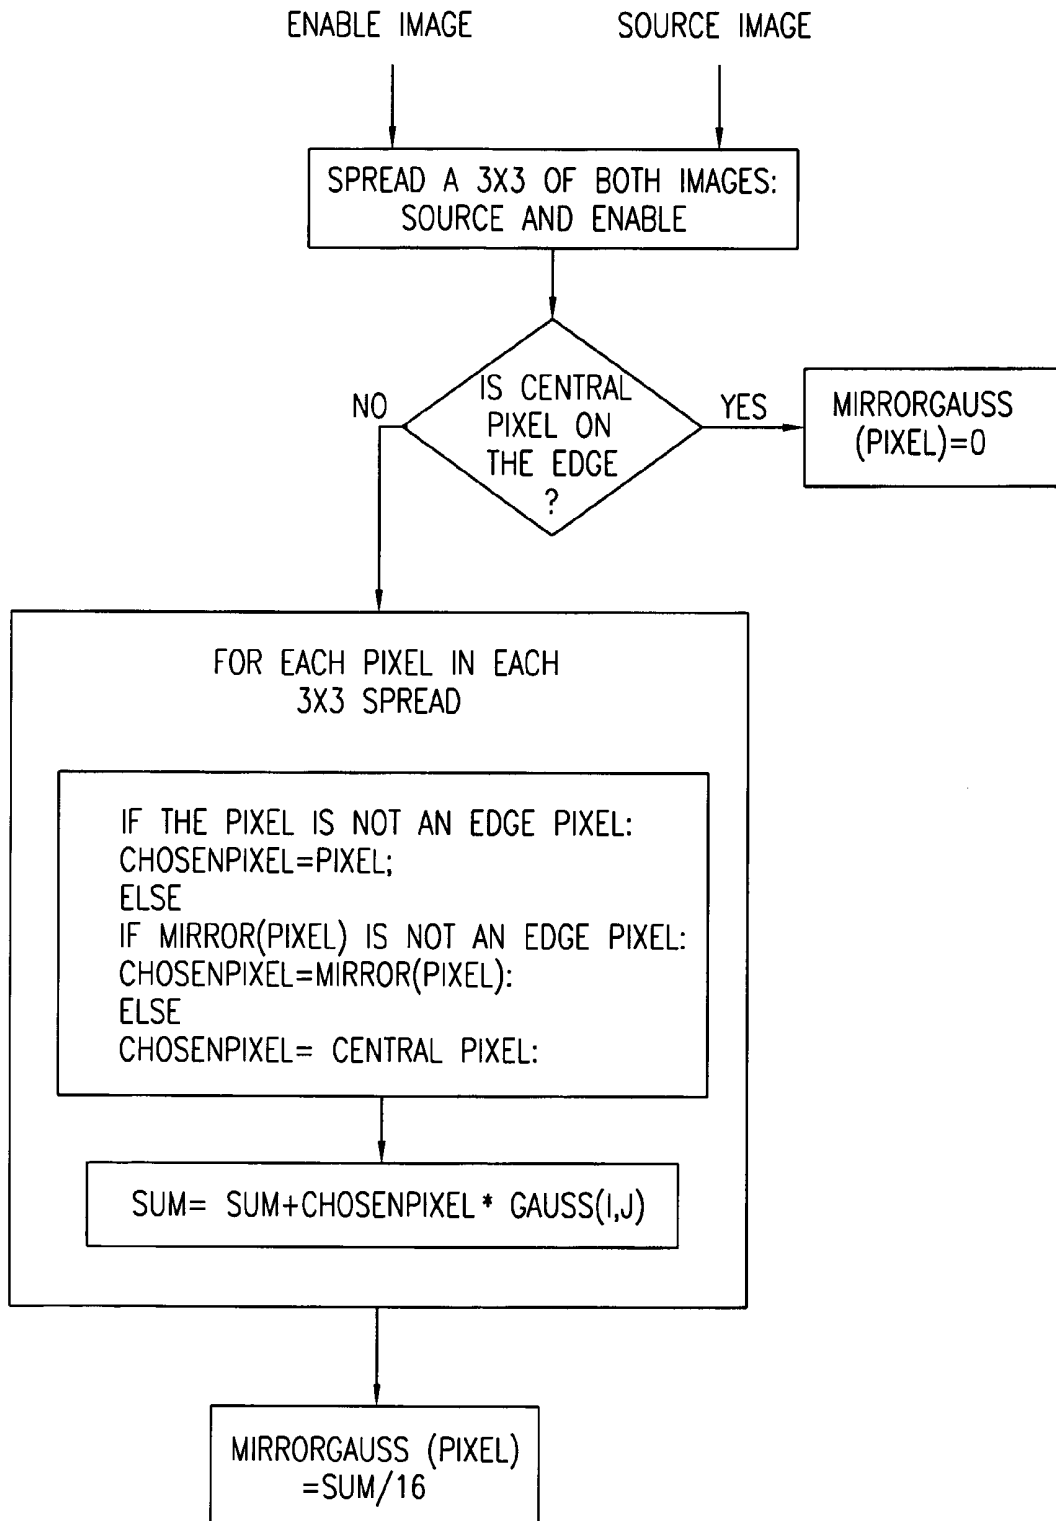 ENABLE IMAGE
SOURCE IMAGE
SPREAD A 3X3 OF BOTH IMAGES:
SOURCE AND ENABLE
IS CENTRAL
PIXEL ON
THE EDGE
?
NO
YES
MIRRORGAUSS
(PIXEL)=0
FOR EACH PIXEL IN EACH
3X3 SPREAD
IF THE PIXEL IS NOT AN EDGE PIXEL:
CHOSENPIXEL=PIXEL;
ELSE
IF MIRROR(PIXEL) IS NOT AN EDGE PIXEL:
CHOSENPIXEL=MIRROR(PIXEL):
ELSE
CHOSENPIXEL= CENTRAL PIXEL:
SUM= SUM+CHOSENPIXEL* GAUSS(I,J)
MIRRORGAUSS (PIXEL)
=SUM/16